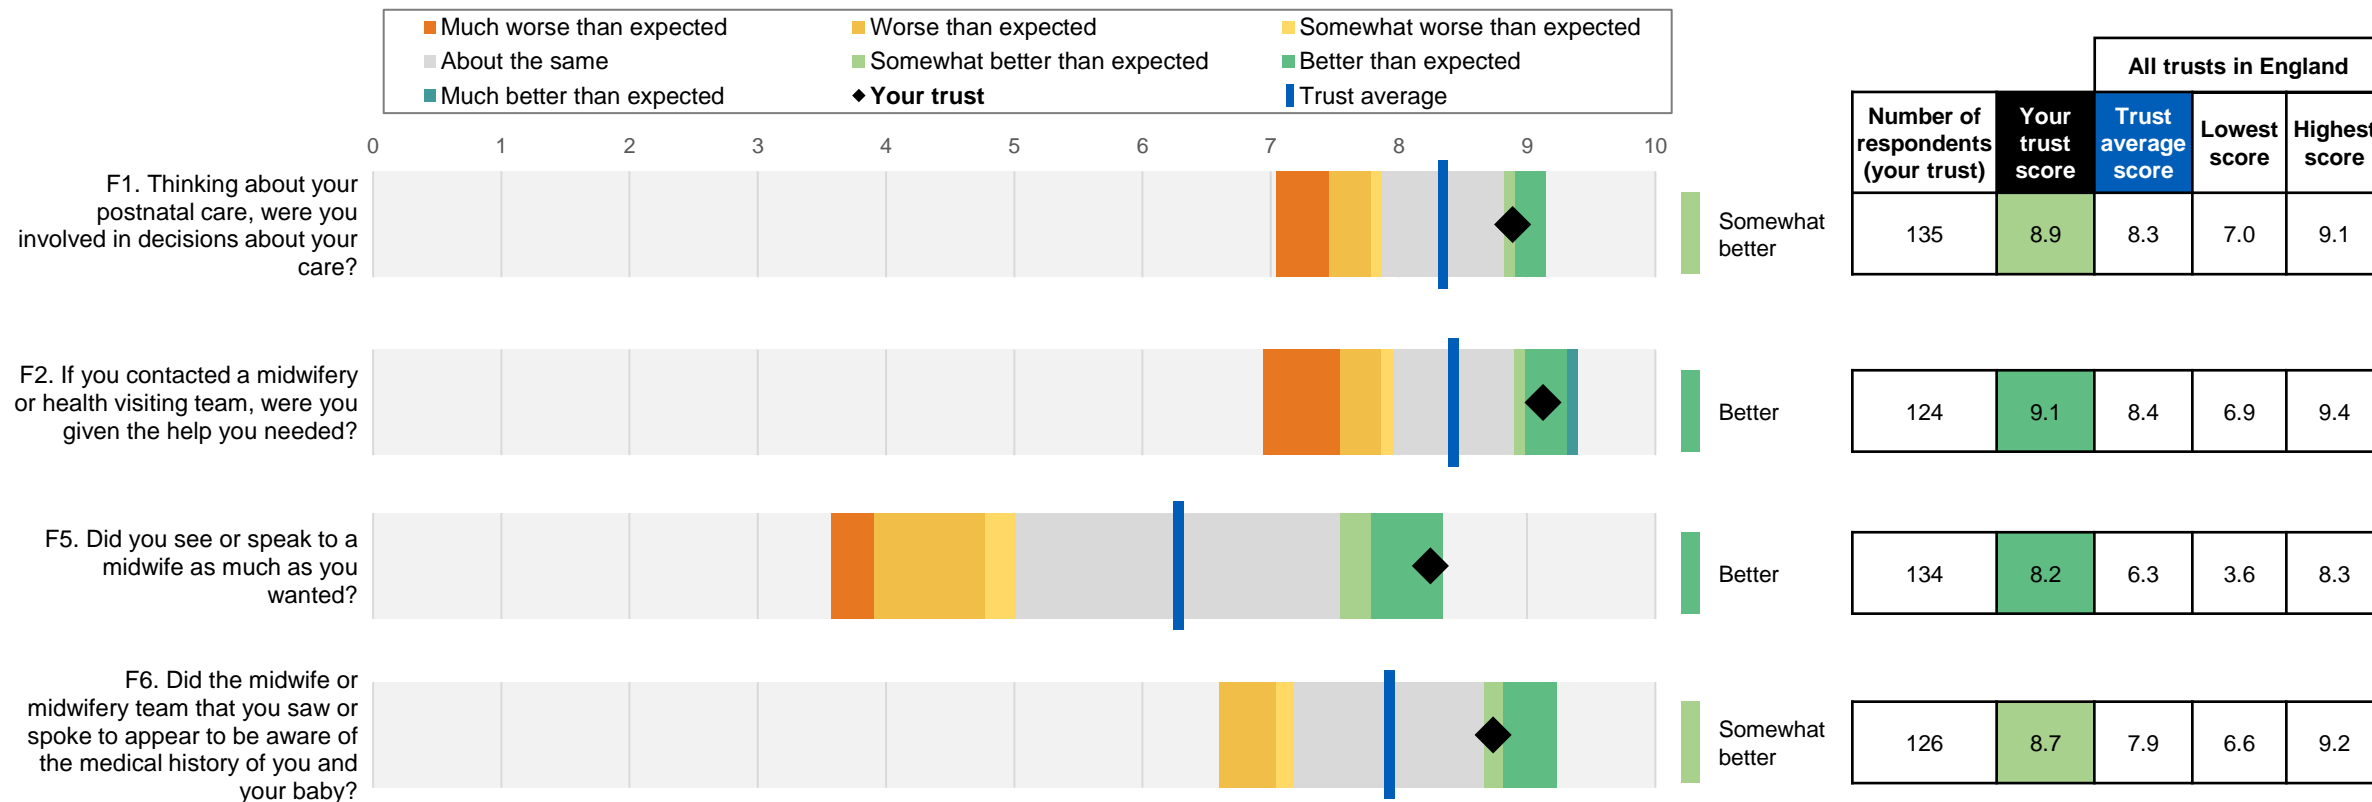 Much worse than expected
Worse than expected
Somewhat worse than expected
About the same
Somewhat better than expected
Better than expected
Much better than expected
Your trust
Trust average
All trusts in England
Number of
respondents
(your trust)
Your
trust
score
Trust
average
score
Lowest
score
Highest
score
0 1 2 3 4 5 6 7 8 9 10
F1. Thinking about your
postnatal care, were you
involved in decisions about your
care?
Somewhat
better
135 8.9 8.3 7.0 9.1
F2. If you contacted a midwifery
or health visiting team, were you
given the help you needed?
Better
124 9.1 8.4 6.9 9.4
F5. Did you see or speak to a
midwife as much as you
wanted?
Better
134 8.2 6.3 3.6 8.3
F6. Did the midwife or
midwifery team that you saw or
spoke to appear to be aware of
the medical history of you and
your baby?
Somewhat
better
126 8.7 7.9 6.6 9.2